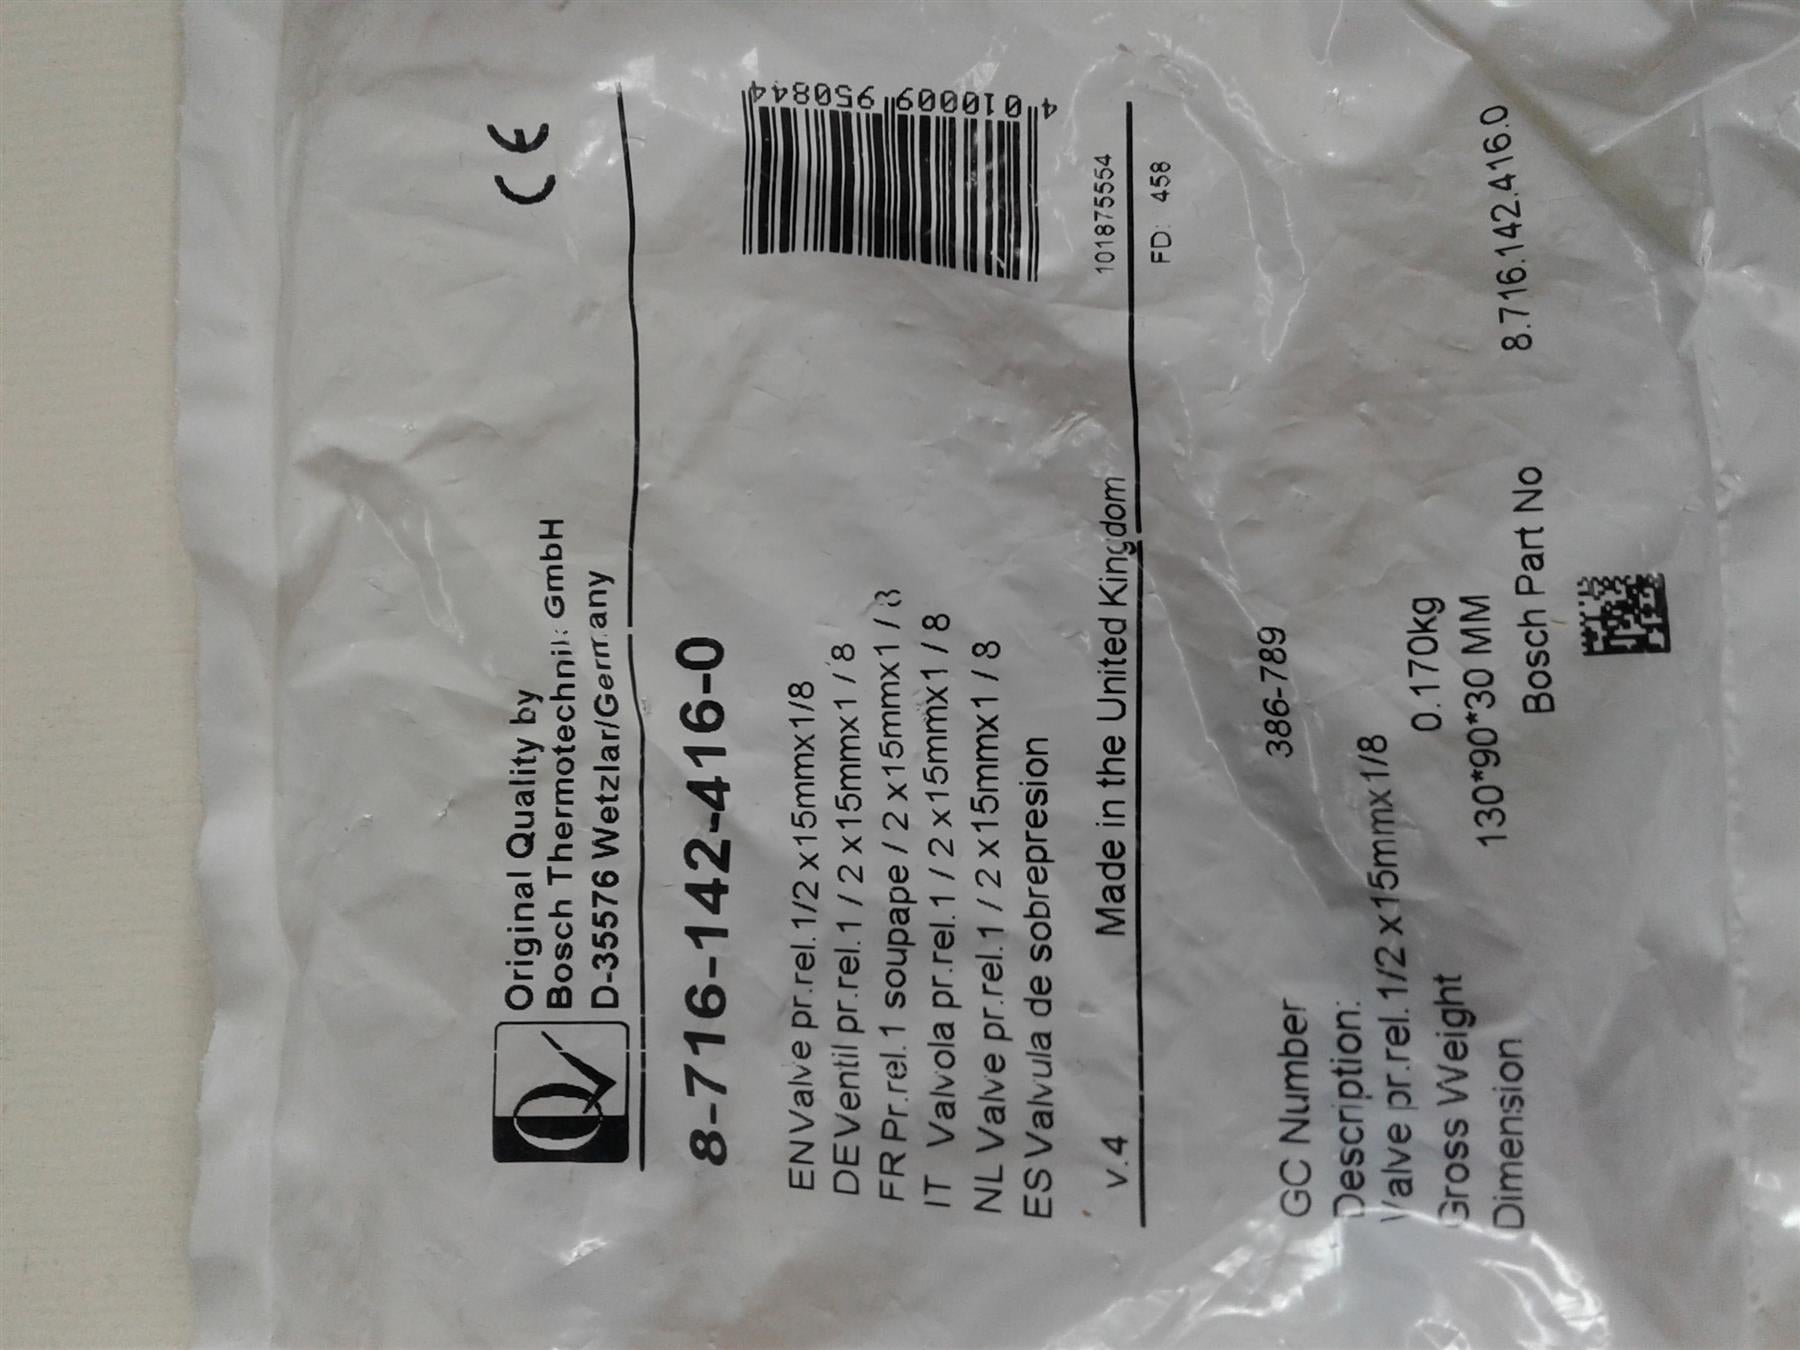 Original Quality by
Bosch Thermotechnik GmbH
D-35576 Wetzlar/Germany
CE
8-716-142-416-0
EN Valve pr.rel.1/2 x15mmx1/8
DE Ventil pr.rel.1 / 2 x15mmx1 / 8
FR Pr.rel.1 soupape / 2 x15mmx1 / 8
IT Valvola pr.rel.1 / 2 x15mmx1 / 8
NL Valve pr.rel.1 / 2 x15mmx1 / 8
ES Valvula de sobrepresion
4 010009 950844
v.4 Made in the United Kingdom 101875554
FD: 458
GC Number 386-789
Description:
Valve pr.rel.1/2 x15mmx1/8
Gross Weight 0.170kg
Dimension 130*90*30 MM
Bosch Part No 8.716.142.416.0